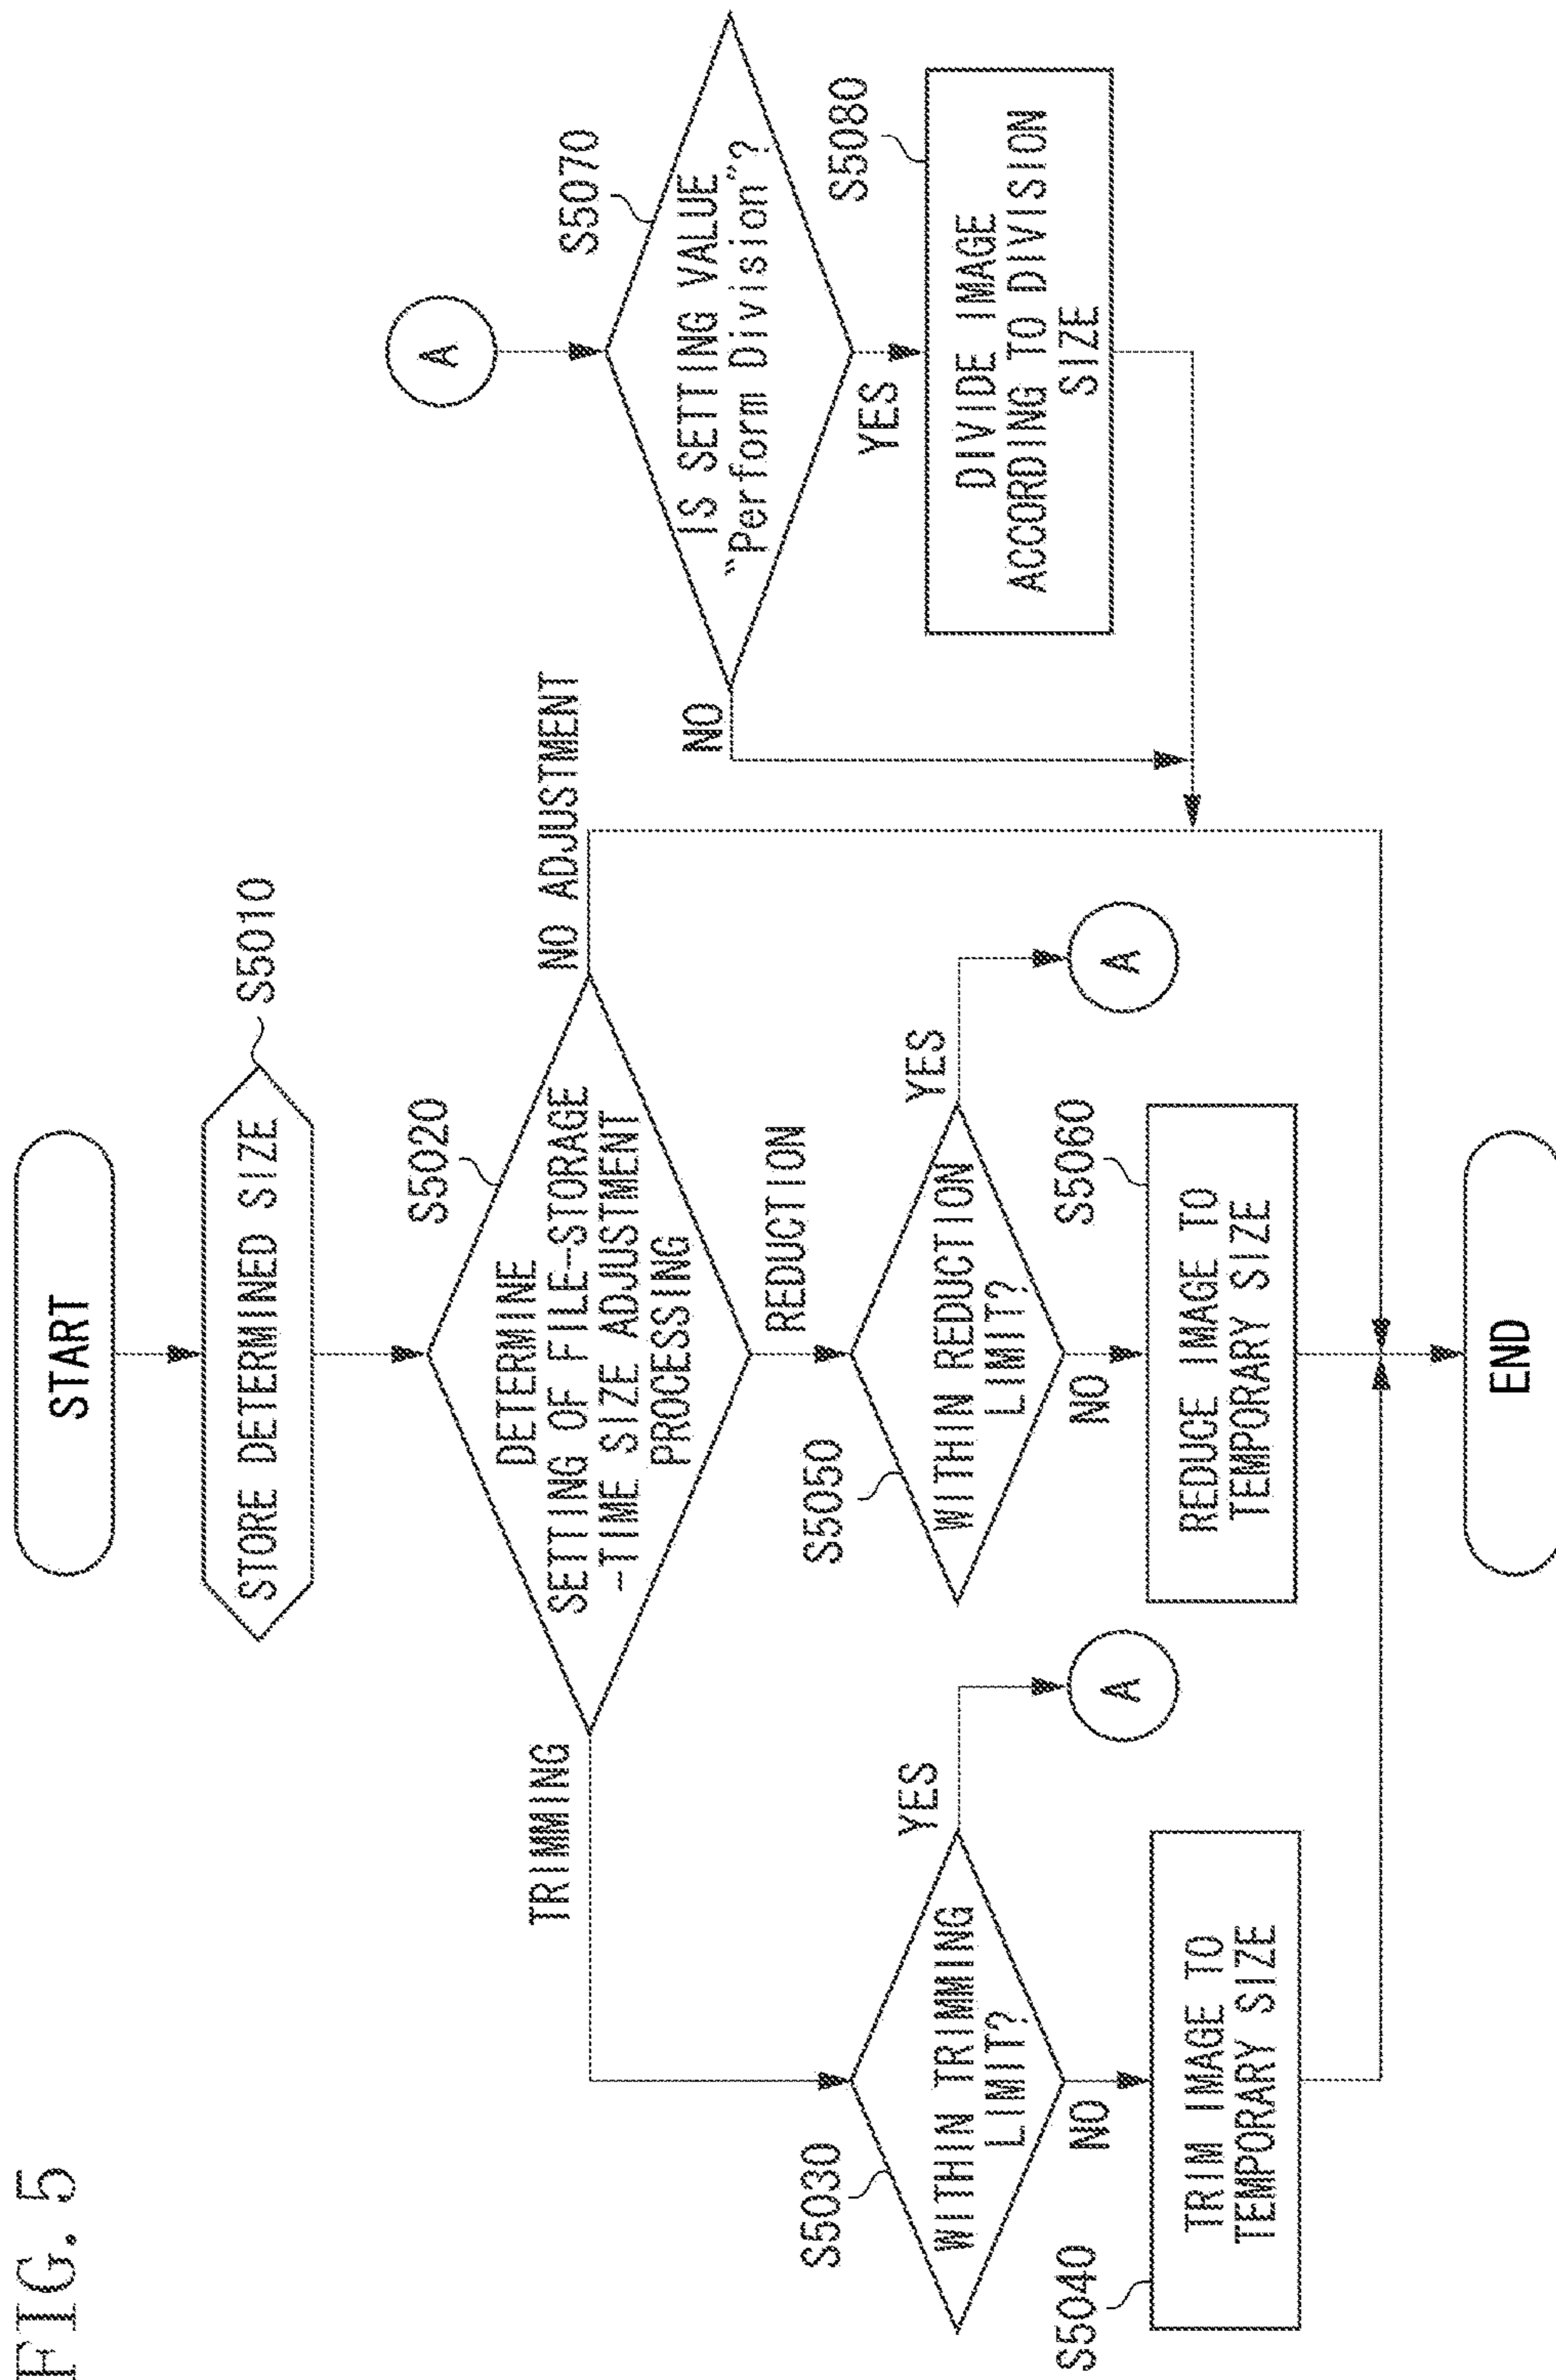 FIG. 5
START
STORE DETERMINED SIZE
S5010
DETERMINE
SETTING OF FILE-STORAGE
-TIME SIZE ADJUSTMENT
PROCESSING
S5020
TRIMMING
REDUCTION
NO ADJUSTMENT
S5030
WITHIN TRIMMING
LIMIT?
YES
A
NO
S5040
TRIM IMAGE TO
TEMPORARY SIZE
S5050
WITHIN REDUCTION
LIMIT?
YES
A
NO
S5060
REDUCE IMAGE TO
TEMPORARY SIZE
END
A
S5070
IS SETTING VALUE
“Perform Division”?
NO
YES
S5080
DIVIDE IMAGE
ACCORDING TO DIVISION
SIZE